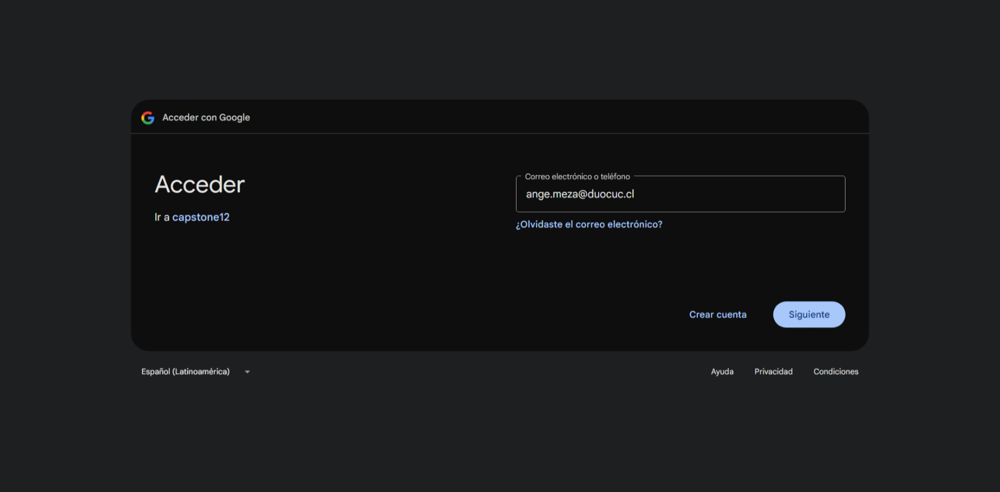 Acceder con Google
Acceder
Ir a capstone12
Correo electrónico o teléfono
ange.meza@duocuc.cl
¿Olvidaste el correo electrónico?
Crear cuenta
Siguiente
Español (Latinoamérica)
Ayuda
Privacidad
Condiciones